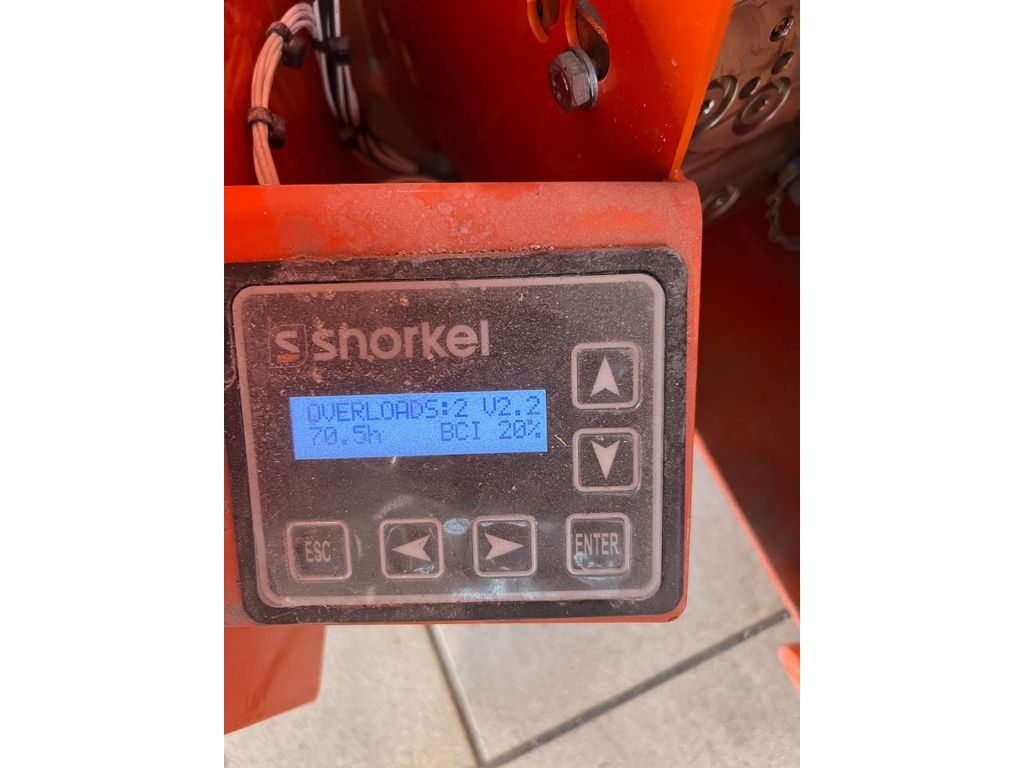 snorkel
OVERLOADS:2 V2.2
70.5h BCI 20%
ESC
ENTER